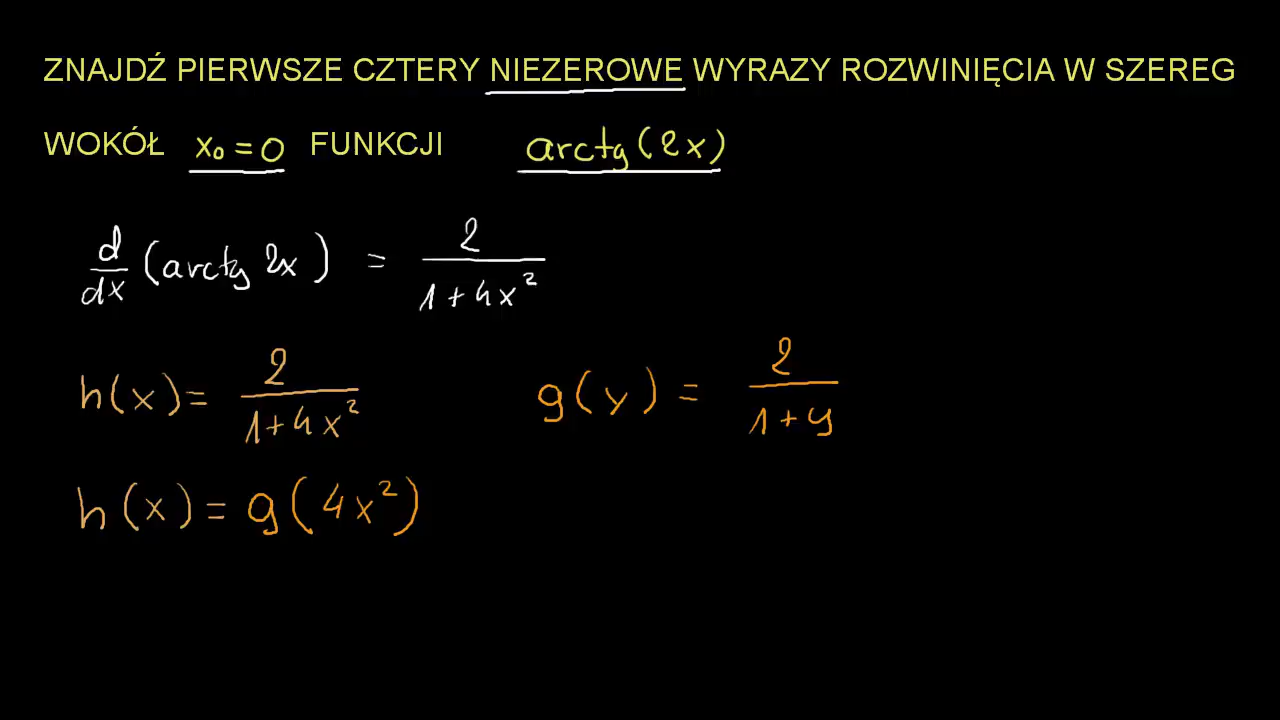 ZNAJDŹ PIERWSZE CZTERY NIEZEROWE WYRAZY ROZWINIĘCIA W SZEREG
WOKÓŁ x₀ = 0 FUNKCJI arctg(2x)
d/dx (arctg 2x) = 2/(1+4x²)
h(x) = 2/(1+4x²) g(y) = 2/(1+y)
h(x) = g(4x²)